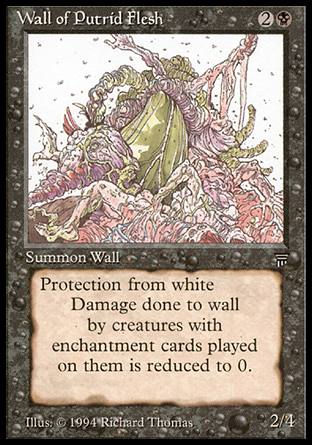 Wall of Putrid Flesh 2
Summon Wall
Protection from white
Damage done to wall
by creatures with
enchantment cards played
on them is reduced to 0.
Illus. © 1994 Richard Thomas 2/4